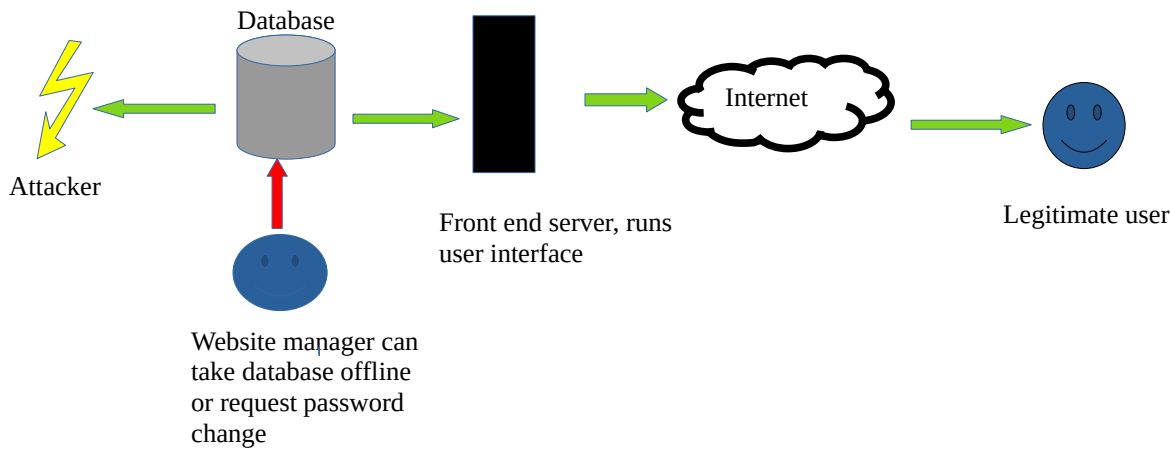 Database
Internet
Attacker
Legitimate user
Front end server, runs
user interface
Website manager can
take database offline
or request password
change